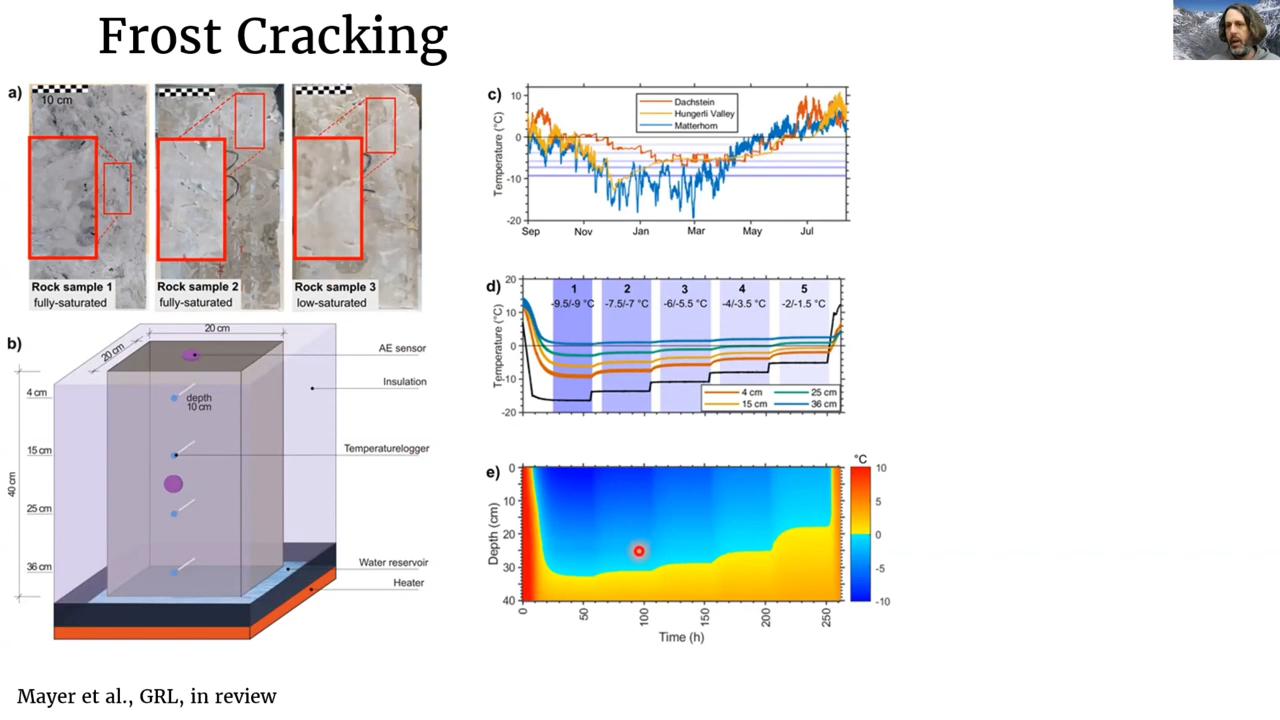 Frost Cracking
a)
10 cm
Rock sample 1
fully-saturated
Rock sample 2
fully-saturated
Rock sample 3
low-saturated
b)
20 cm
20 cm
4 cm
15 cm
25 cm
36 cm
40 cm
depth
10 cm
AE sensor
Insulation
Temperaturelogger
Water reservoir
Heater
c)
Temperature (°C)
10
0
-10
-20
Dachstein
Hungerli Valley
Matterhorn
Sep Nov Jan Mar May Jul
d)
Temperature (°C)
20
10
0
-10
-20
1 2 3 4 5
-9.5/-9 °C -7.5/-7 °C -6/-5.5 °C -4/-3.5 °C -2/-1.5 °C
4 cm 25 cm
15 cm 36 cm
e)
Depth (cm)
0
10
20
30
40
0 50 100 150 200 250
Time (h)
°C
10
5
0
-5
-10
Mayer et al., GRL, in review